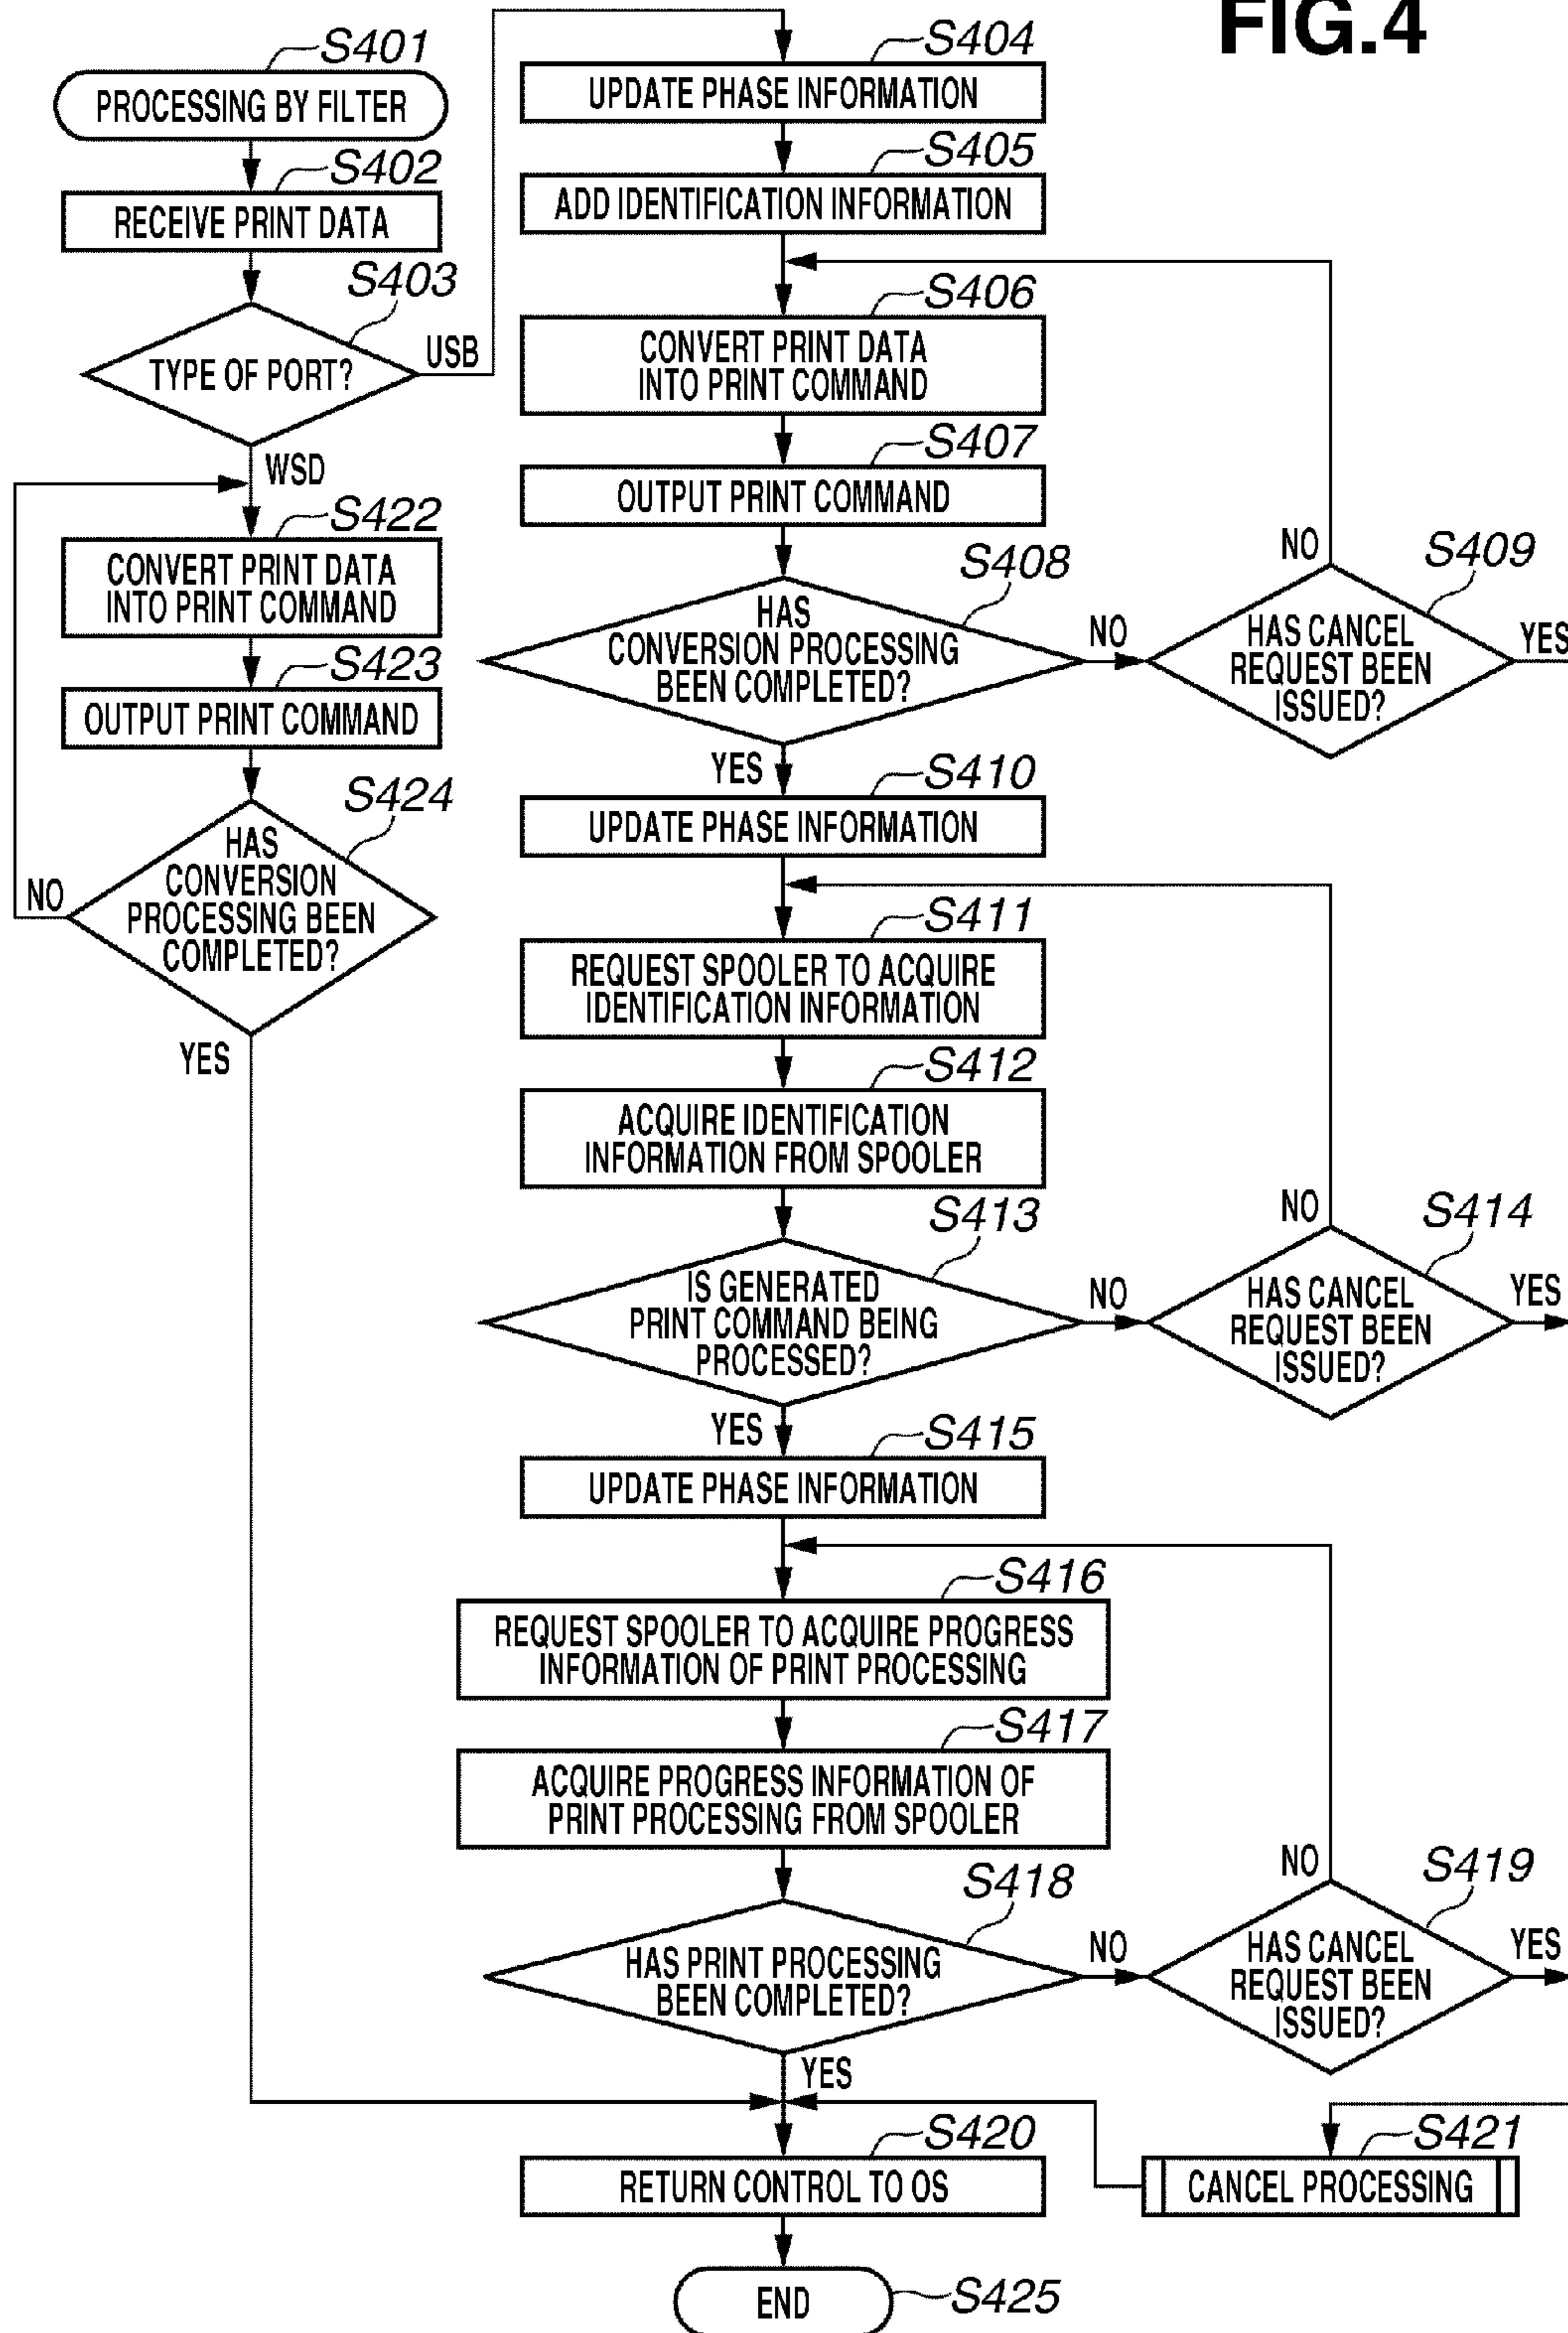 FIG.4
S401
PROCESSING BY FILTER
S402
RECEIVE PRINT DATA
S403
TYPE OF PORT?
USB
WSD
S422
CONVERT PRINT DATA
INTO PRINT COMMAND
S423
OUTPUT PRINT COMMAND
S424
HAS
CONVERSION
PROCESSING BEEN
COMPLETED?
NO
YES
S404
UPDATE PHASE INFORMATION
S405
ADD IDENTIFICATION INFORMATION
S406
CONVERT PRINT DATA
INTO PRINT COMMAND
S407
OUTPUT PRINT COMMAND
S408
HAS
CONVERSION PROCESSING
BEEN COMPLETED?
NO
YES
S409
HAS CANCEL
REQUEST BEEN
ISSUED?
NO
YES
S410
UPDATE PHASE INFORMATION
S411
REQUEST SPOOLER TO ACQUIRE
IDENTIFICATION INFORMATION
S412
ACQUIRE IDENTIFICATION
INFORMATION FROM SPOOLER
S413
IS GENERATED
PRINT COMMAND BEING
PROCESSED?
NO
YES
S414
HAS CANCEL
REQUEST BEEN
ISSUED?
NO
YES
S415
UPDATE PHASE INFORMATION
S416
REQUEST SPOOLER TO ACQUIRE PROGRESS
INFORMATION OF PRINT PROCESSING
S417
ACQUIRE PROGRESS INFORMATION OF
PRINT PROCESSING FROM SPOOLER
S418
HAS PRINT PROCESSING
BEEN COMPLETED?
NO
YES
S419
HAS CANCEL
REQUEST BEEN
ISSUED?
NO
YES
S420
RETURN CONTROL TO OS
S421
CANCEL PROCESSING
END
S425